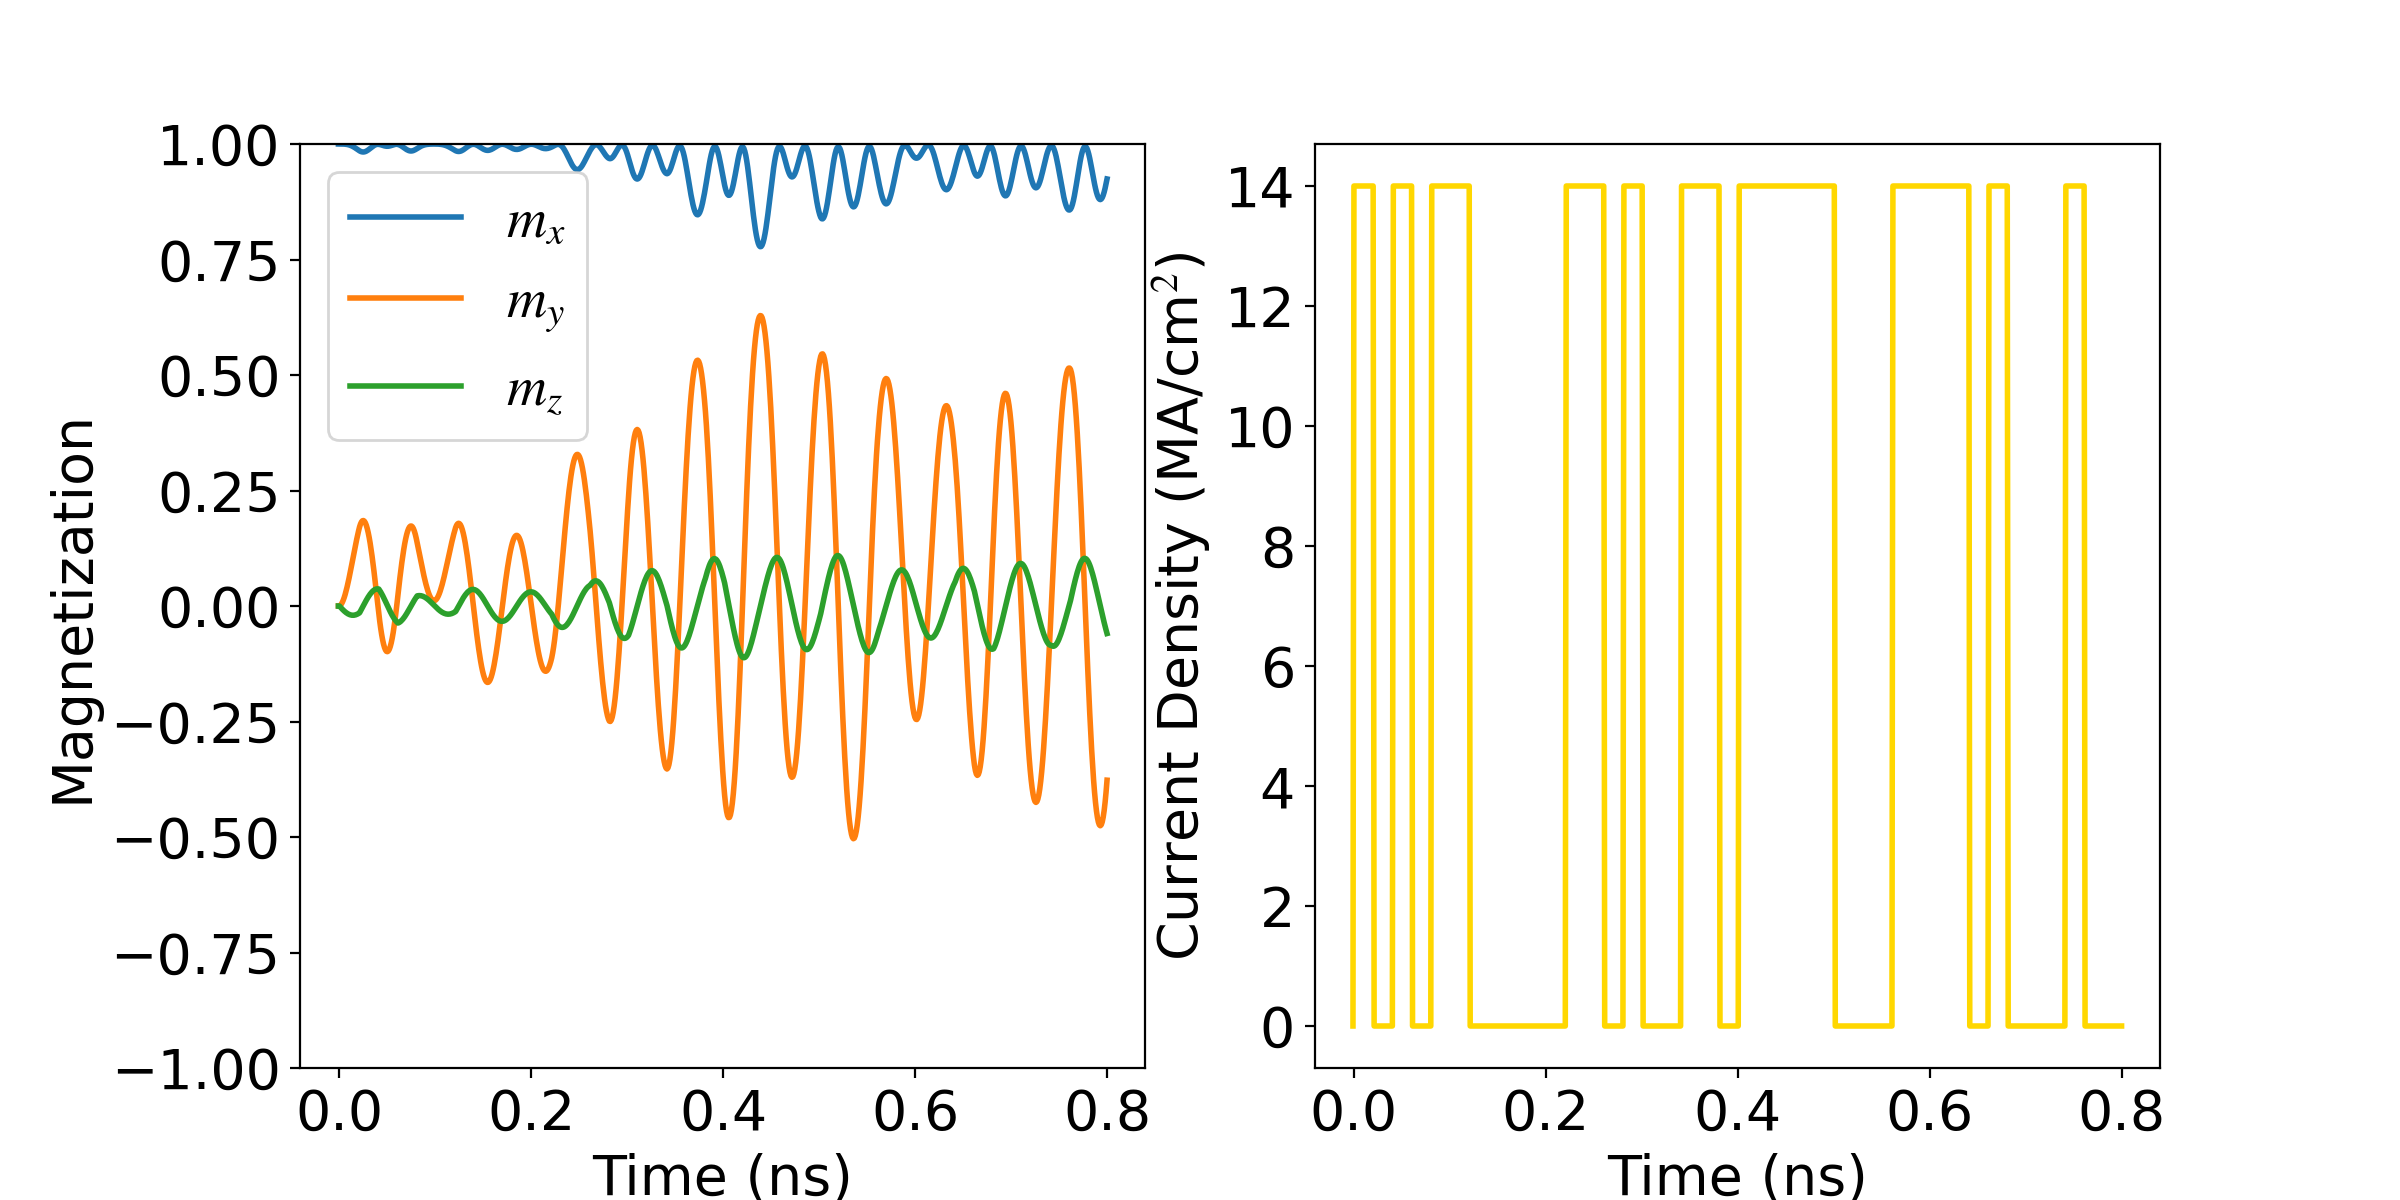 1.00
0.75
0.50
0.25
0.00
−0.25
−0.50
−0.75
−1.00
Magnetization
m_x
m_y
m_z
0.0 0.2 0.4 0.6 0.8
Time (ns)
14
12
10
8
6
4
2
0
Current Density (MA/cm²)
0.0 0.2 0.4 0.6 0.8
Time (ns)